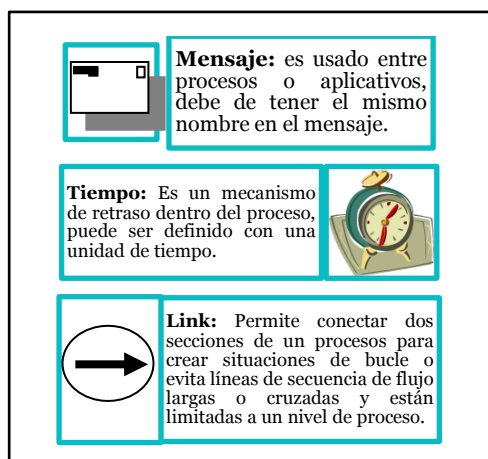 Mensaje: es usado entre
procesos o aplicativos,
debe de tener el mismo
nombre en el mensaje.
Tiempo: Es un mecanismo
de retraso dentro del proceso,
puede ser definido con una
unidad de tiempo.
Link: Permite conectar dos
secciones de un procesos para
crear situaciones de bucle o
evita líneas de secuencia de flujo
largas o cruzadas y están
limitadas a un nivel de proceso.